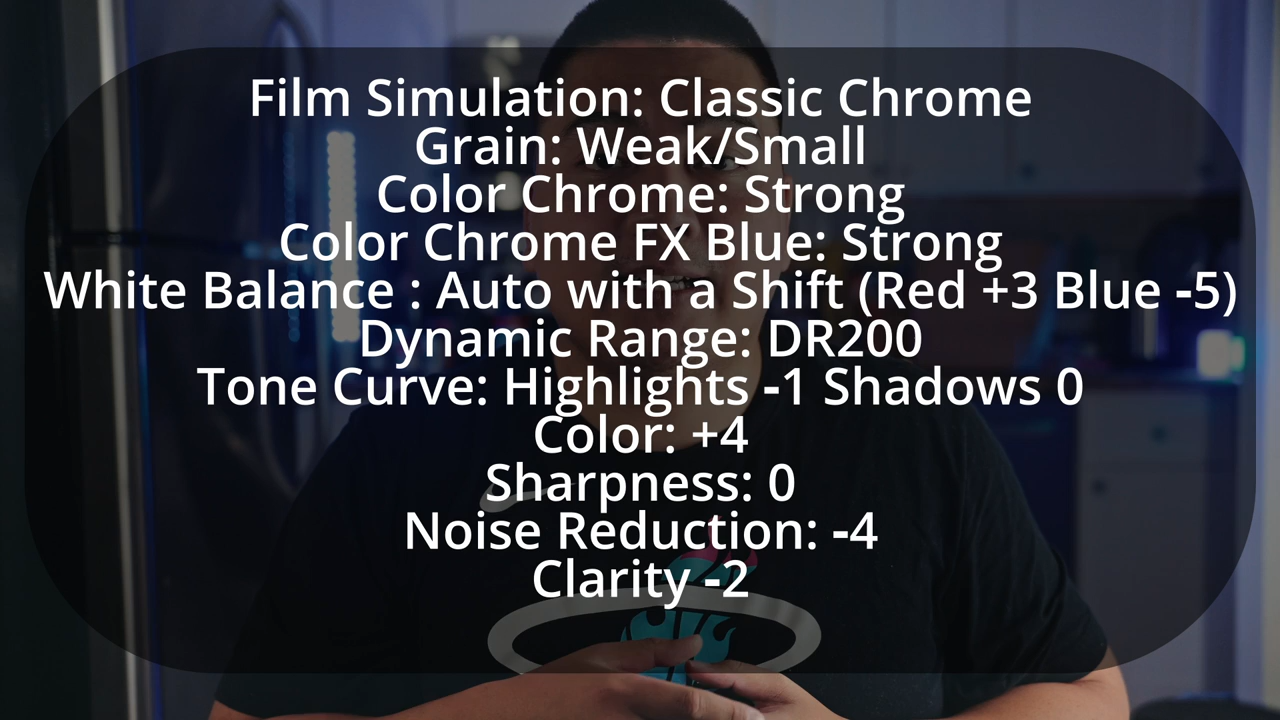 Film Simulation: Classic Chrome
Grain: Weak/Small
Color Chrome: Strong
Color Chrome FX Blue: Strong
White Balance : Auto with a Shift (Red +3 Blue -5)
Dynamic Range: DR200
Tone Curve: Highlights -1 Shadows 0
Color: +4
Sharpness: 0
Noise Reduction: -4
Clarity -2